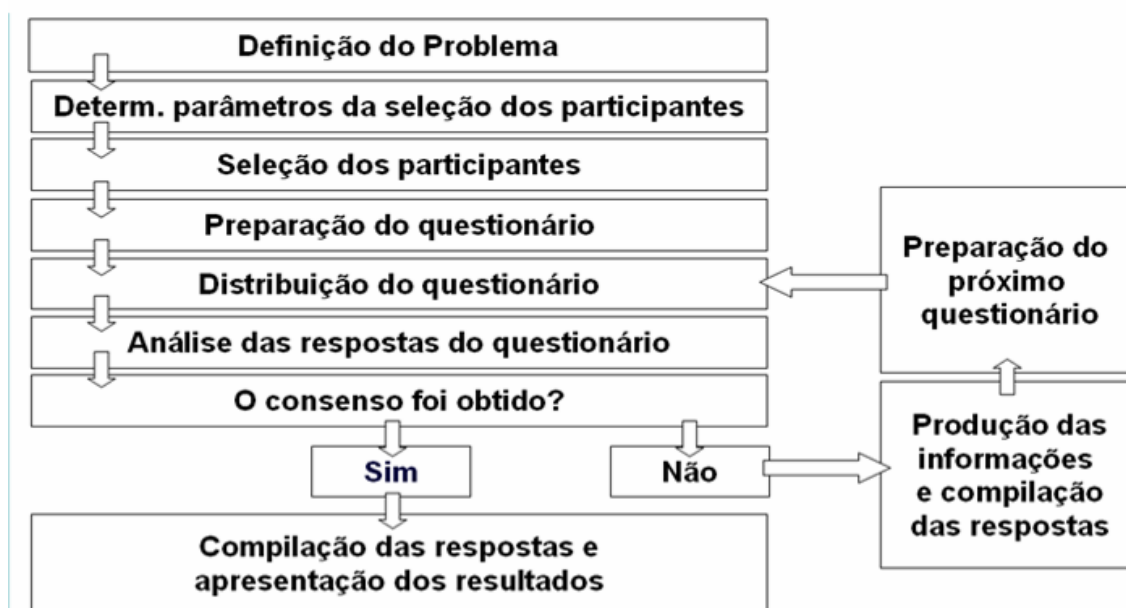 Definição do Problema
Determ. parâmetros da seleção dos participantes
Seleção dos participantes
Preparação do questionário
Distribuição do questionário
Análise das respostas do questionário
O consenso foi obtido?
Sim
Não
Compilação das respostas e
apresentação dos resultados
Produção das
informações
e compilação
das respostas
Preparação do
próximo
questionário